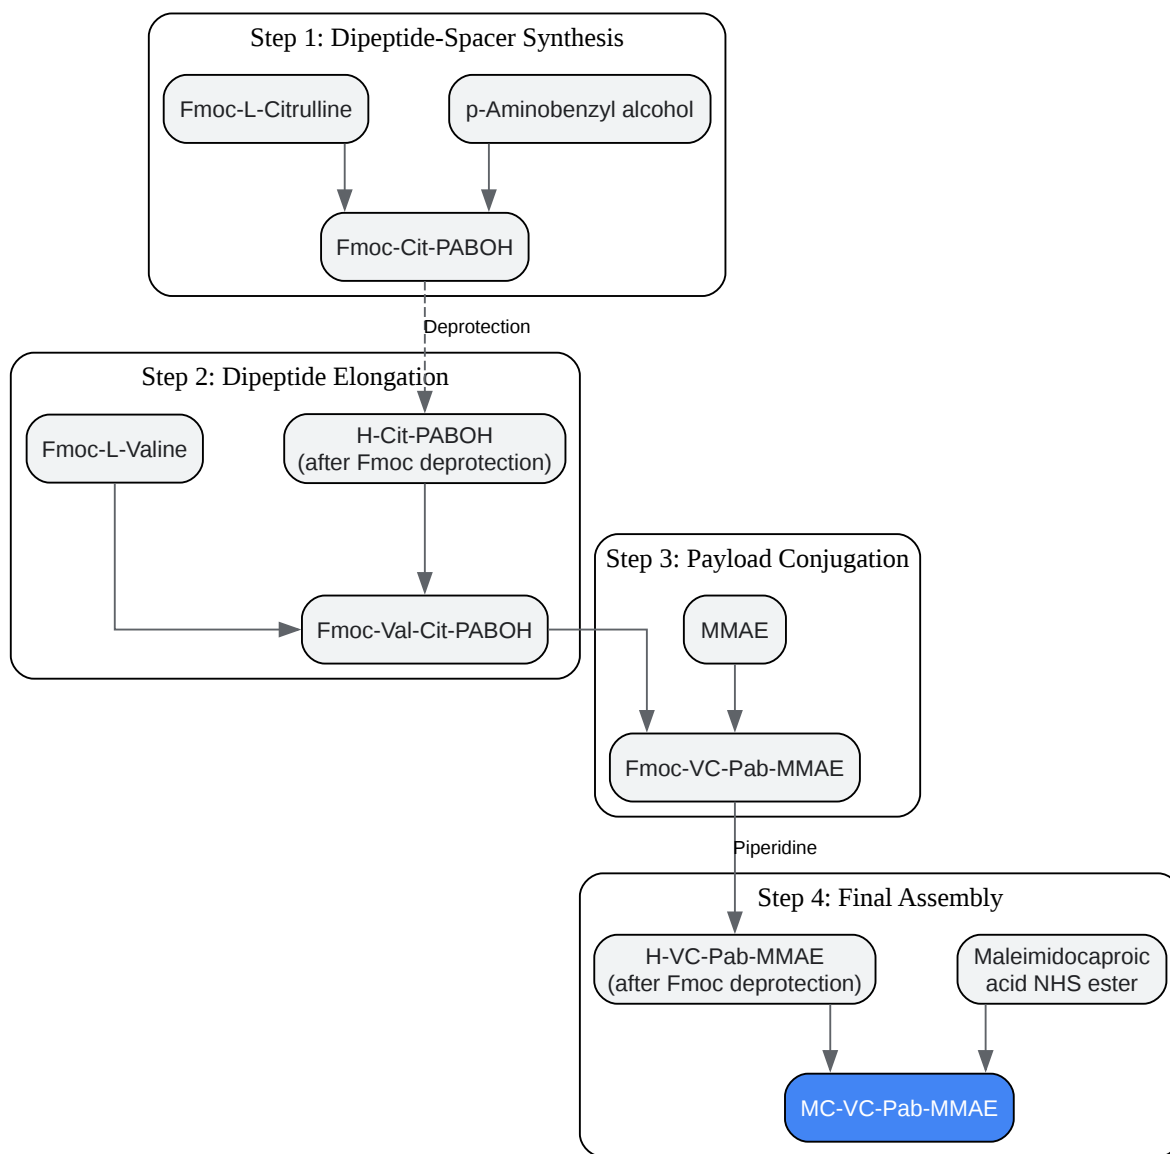 Step 1: Dipeptide-Spacer Synthesis
Fmoc-L-Citrulline
p-Aminobenzyl alcohol
Fmoc-Cit-PABOH
Deprotection
Step 2: Dipeptide Elongation
Fmoc-L-Valine
H-Cit-PABOH
(after Fmoc deprotection)
Fmoc-Val-Cit-PABOH
Step 3: Payload Conjugation
MMAE
Fmoc-VC-Pab-MMAE
Piperidine
Step 4: Final Assembly
H-VC-Pab-MMAE
(after Fmoc deprotection)
Maleimidocaproic
acid NHS ester
MC-VC-Pab-MMAE